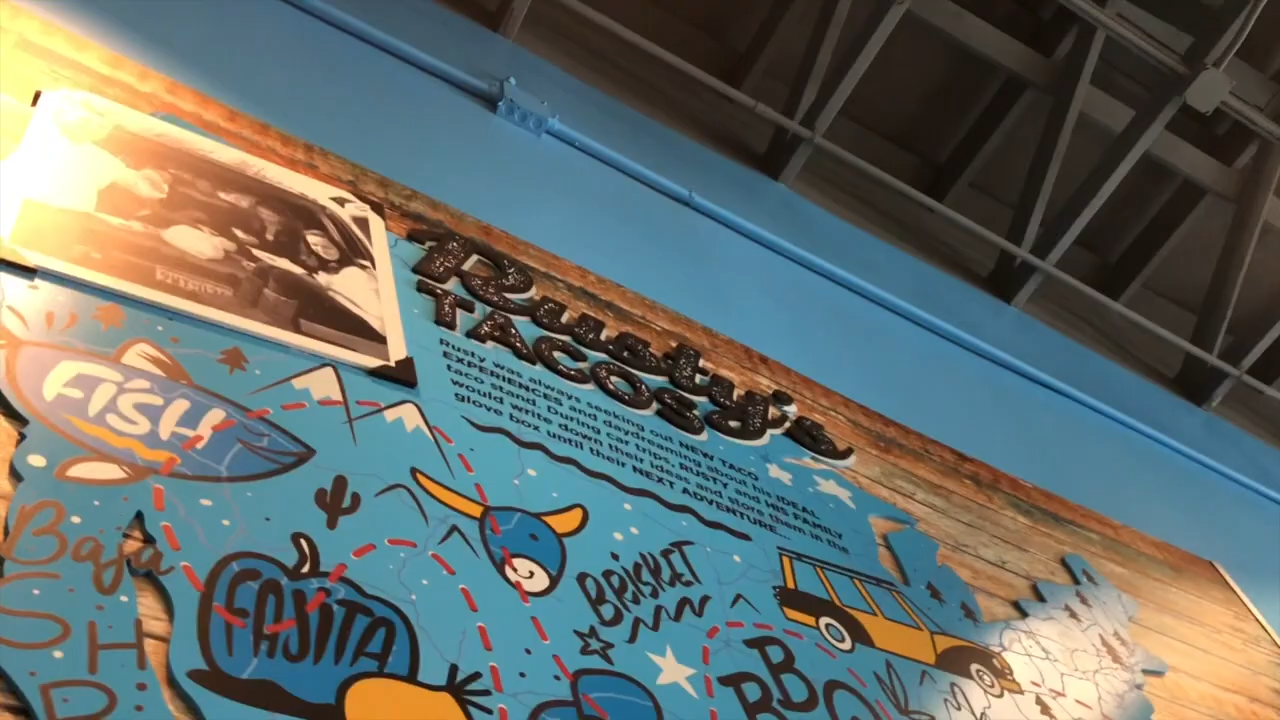 Rusty's
TACOS
Rusty was always seeking out NEW TACO
EXPERIENCES and daydreaming about his IDEAL
taco stand. During car trips, RUSTY and HIS FAMILY
would write down their ideas and store them in the
glove box until their NEXT ADVENTURE...
FISH
Baja
SH
BRISKET
FAJITA
BBQ